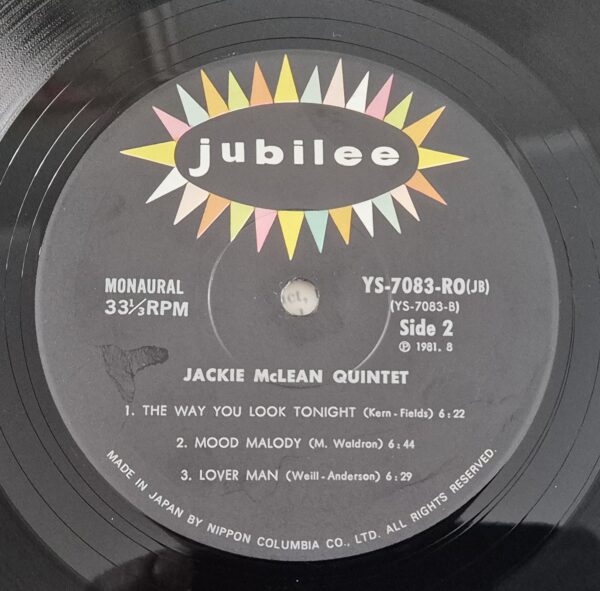 jubilee
MONAURAL
33⅓RPM
YS-7083-RO(JB)
(YS-7083-B)
Side 2
℗ 1981. 8
JACKIE McLEAN QUINTET
1. THE WAY YOU LOOK TONIGHT (Kern-Fields) 6:22
2. MOOD MALODY (M. Waldron) 6:44
3. LOVER MAN (Weill-Anderson) 6:29
MADE IN JAPAN BY NIPPON COLUMBIA CO., LTD. ALL RIGHTS RESERVED.